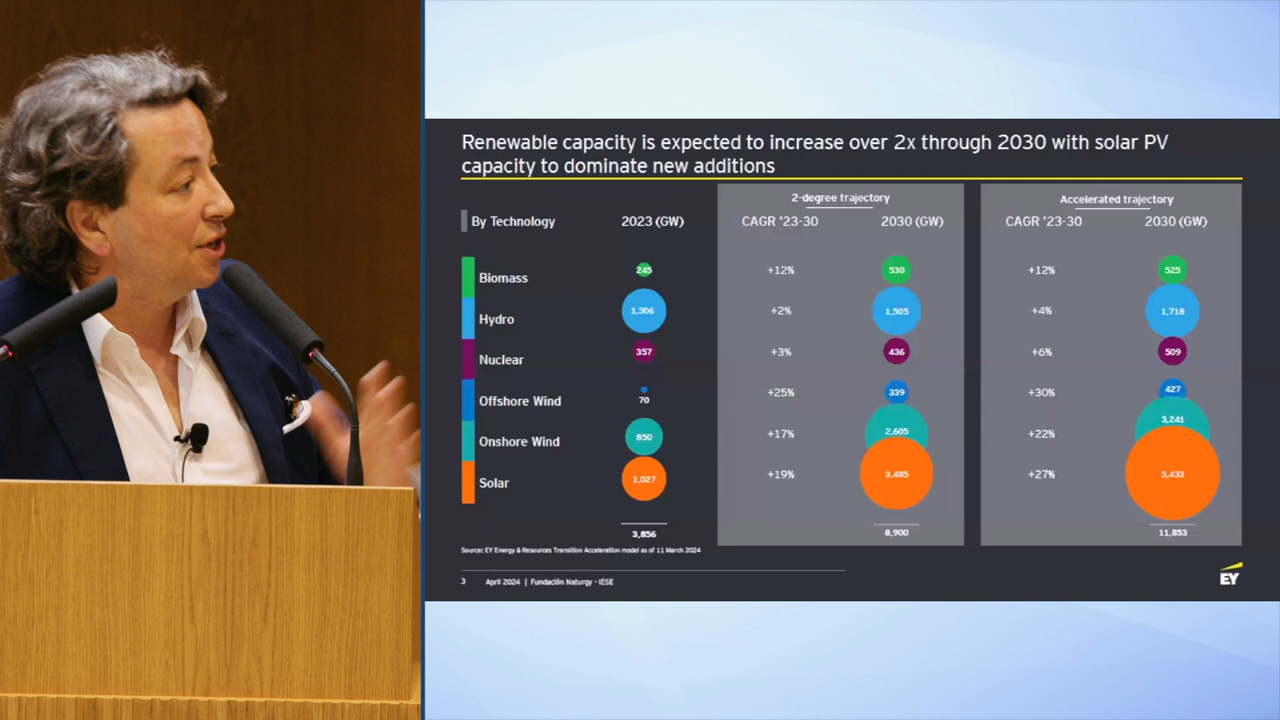 Renewable capacity is expected to increase over 2x through 2030 with solar PV
capacity to dominate new additions
2-degree trajectory
Accelerated trajectory
By Technology 2023 (GW) CAGR '23-30 2030 (GW) CAGR '23-30 2030 (GW)
Biomass 245 +12% 530 +12% 525
Hydro 1,306 +2% 1,505 +4% 1,718
Nuclear 357 +3% 436 +6% 509
Offshore Wind 70 +25% 339 +30% 427
Onshore Wind 850 +17% 2,605 +22% 3,241
Solar 1,027 +19% 3,485 +27% 5,433
3,856 8,900 11,853
Source: EY Energy & Resources Transition Acceleration model as of 11 March 2024
3 April 2024 | Fundación Naturgy - IESE
EY